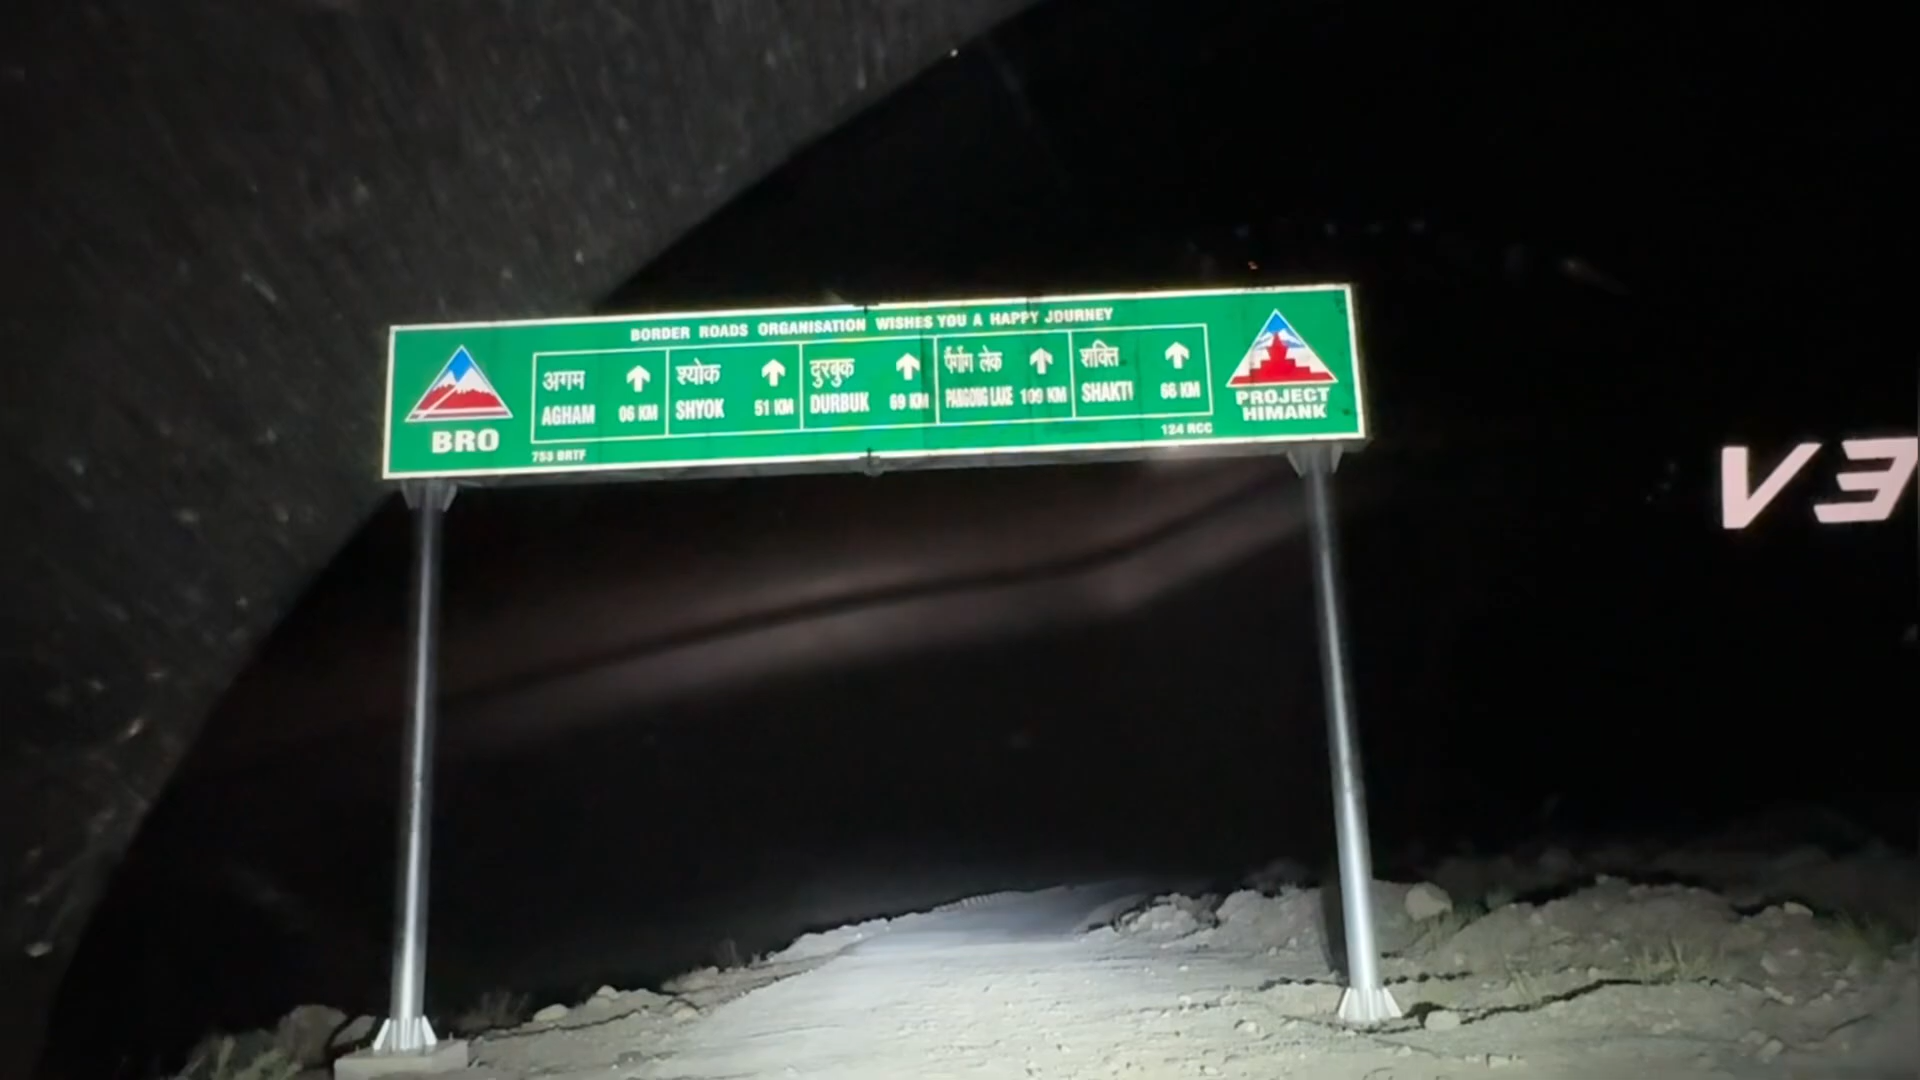 BORDER ROADS ORGANISATION WISHES YOU A HAPPY JOURNEY
अगम
AGHAM 06 KM
श्योक
SHYOK 51 KM
दुरबुक
DURBUK 69 KM
पैंगोंग लेक
PANGONG LAKE 109 KM
शक्ति
SHAKTI 66 KM
BRO
753 BRTF
124 RCC
PROJECT
HIMANK
V3